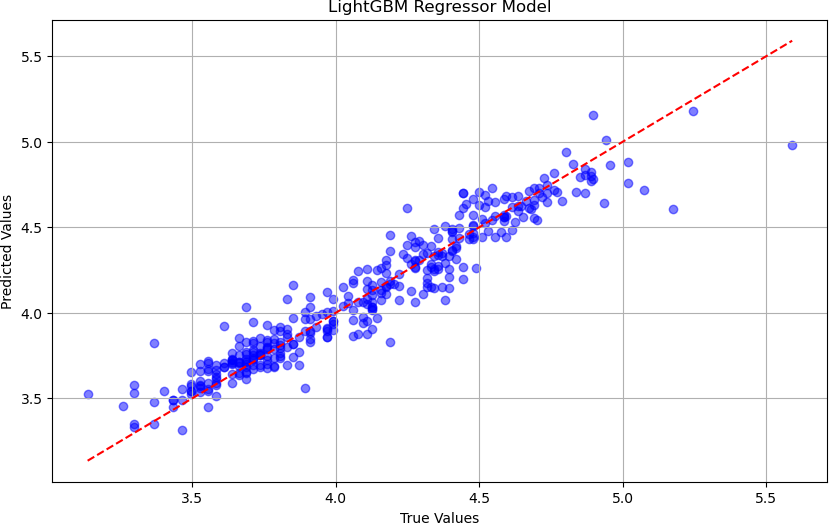 LightGBM Regressor Model
5.5
5.0
4.5
4.0
3.5
Predicted Values
3.5 4.0 4.5 5.0 5.5
True Values